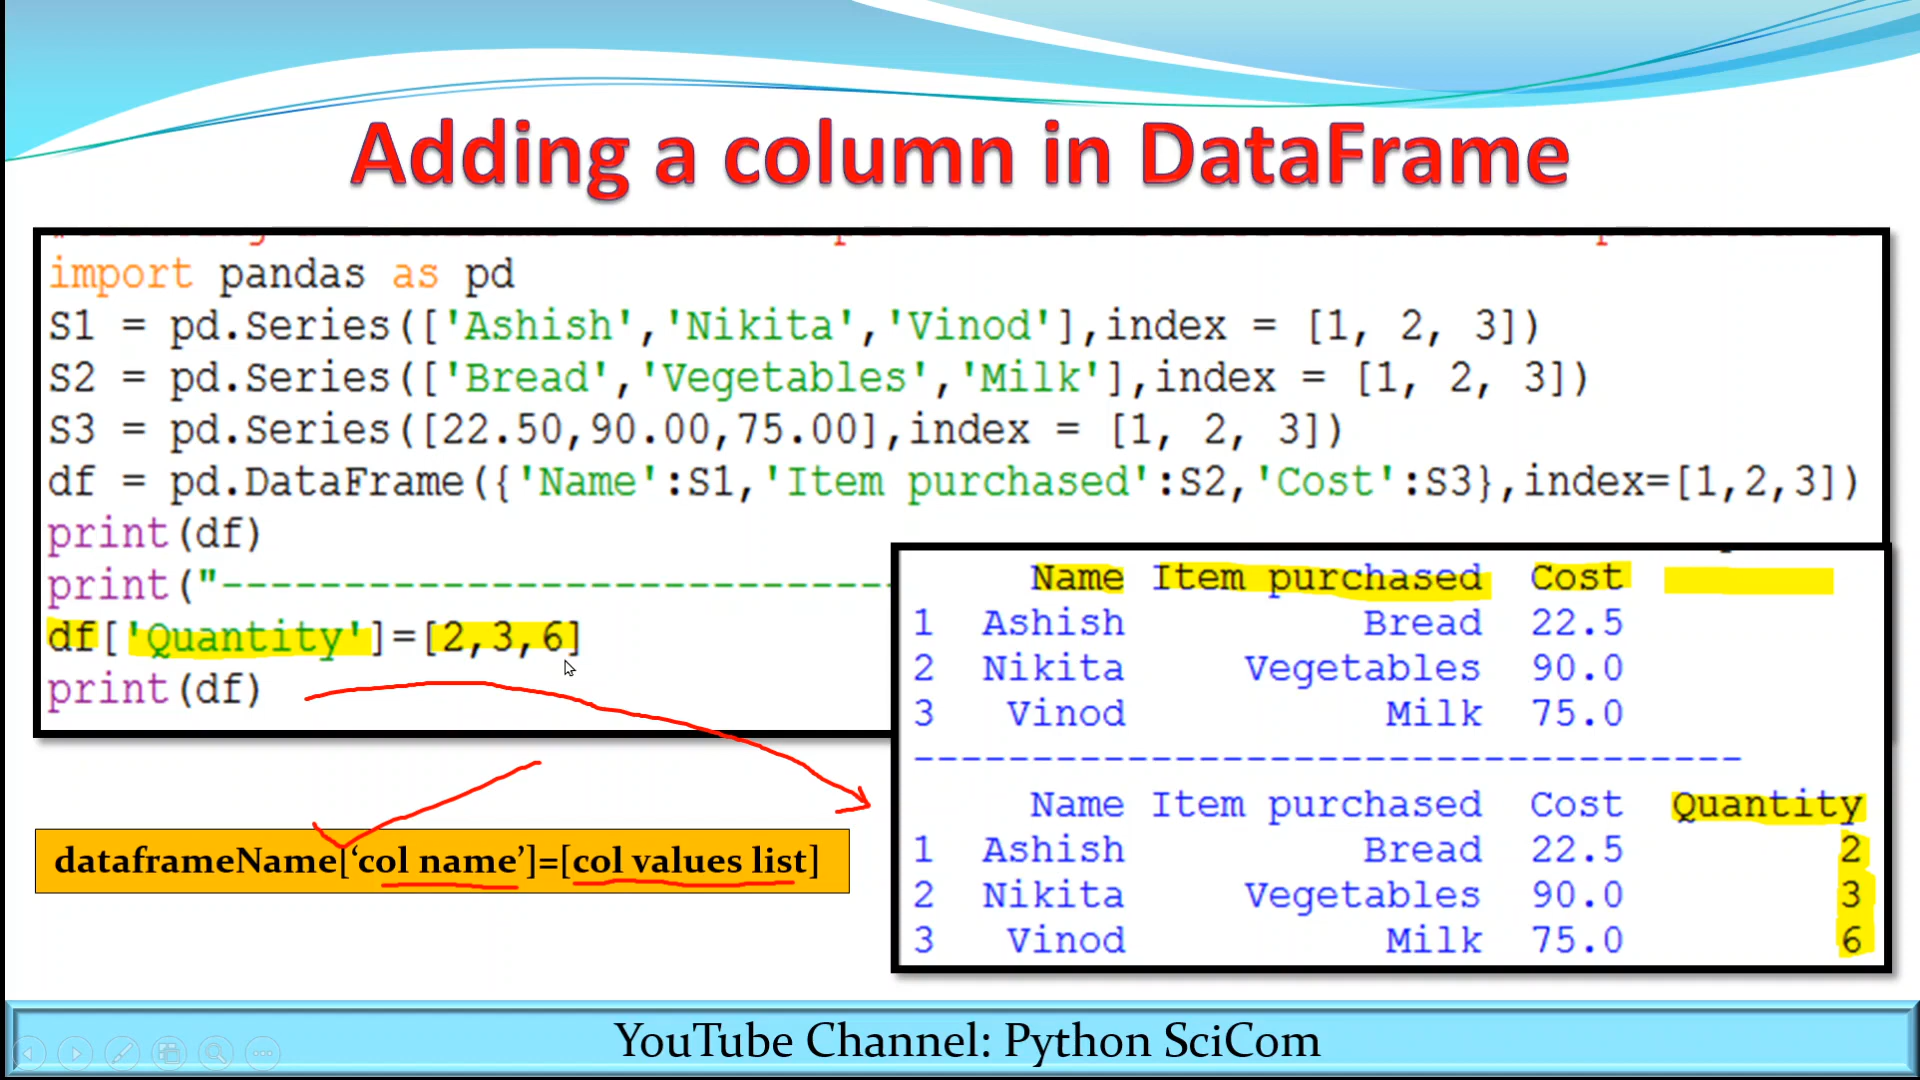 Adding a column in DataFrame
import pandas as pd
S1 = pd.Series(['Ashish','Nikita','Vinod'],index = [1, 2, 3])
S2 = pd.Series(['Bread','Vegetables','Milk'],index = [1, 2, 3])
S3 = pd.Series([22.50,90.00,75.00],index = [1, 2, 3])
df = pd.DataFrame({'Name':S1,'Item purchased':S2,'Cost':S3},index=[1,2,3])
print(df)
print("----------------------------
df['Quantity']=[2,3,6]
print(df)
Name Item purchased Cost
1 Ashish Bread 22.5
2 Nikita Vegetables 90.0
3 Vinod Milk 75.0
-----------------------------------
Name Item purchased Cost Quantity
1 Ashish Bread 22.5 2
2 Nikita Vegetables 90.0 3
3 Vinod Milk 75.0 6
dataframeName[‘col name’]=[col values list]
YouTube Channel: Python SciCom